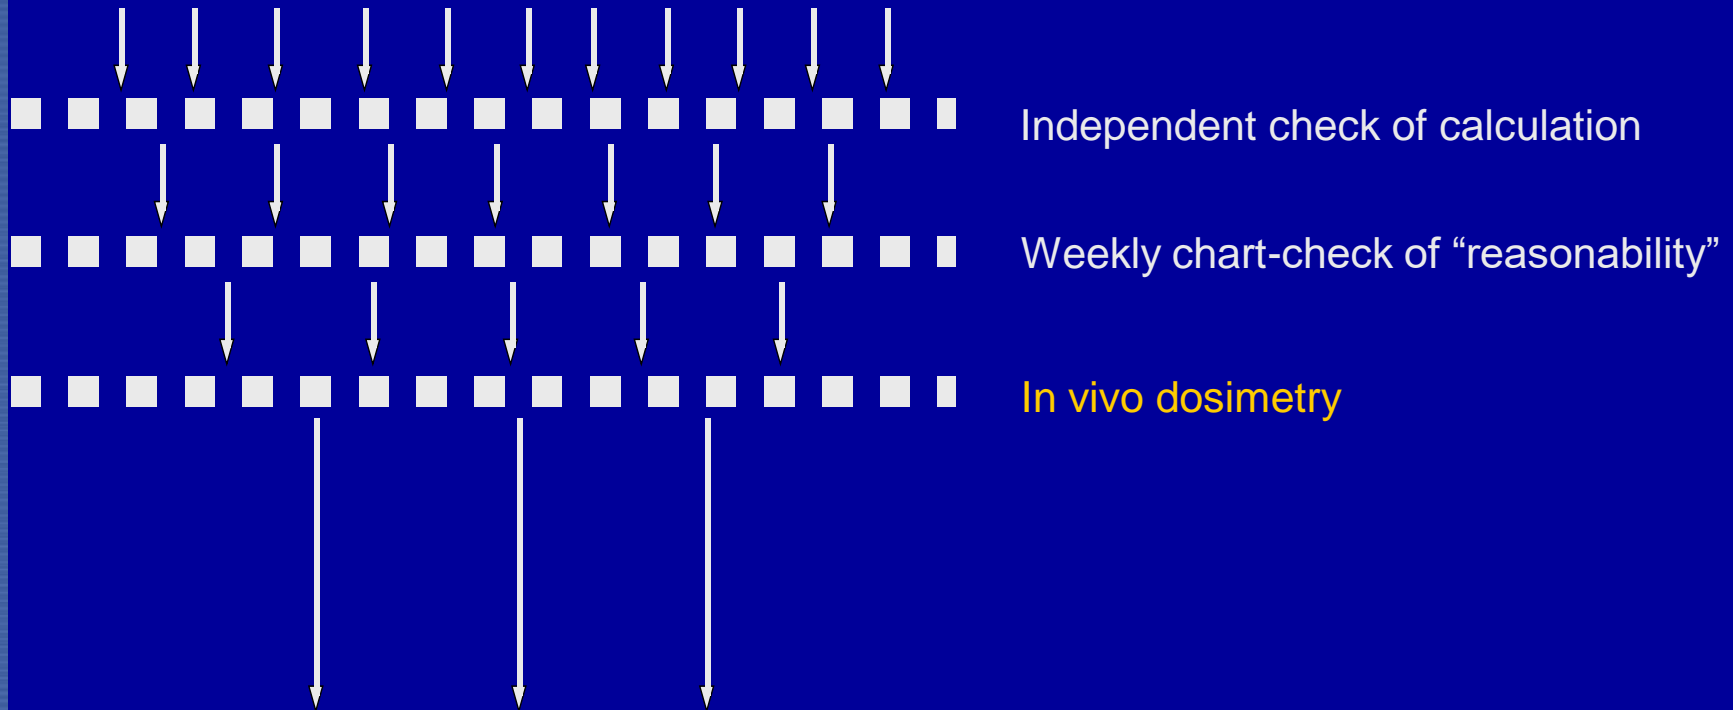 Independent check of calculation
Weekly chart-check of “reasonability”
In vivo dosimetry